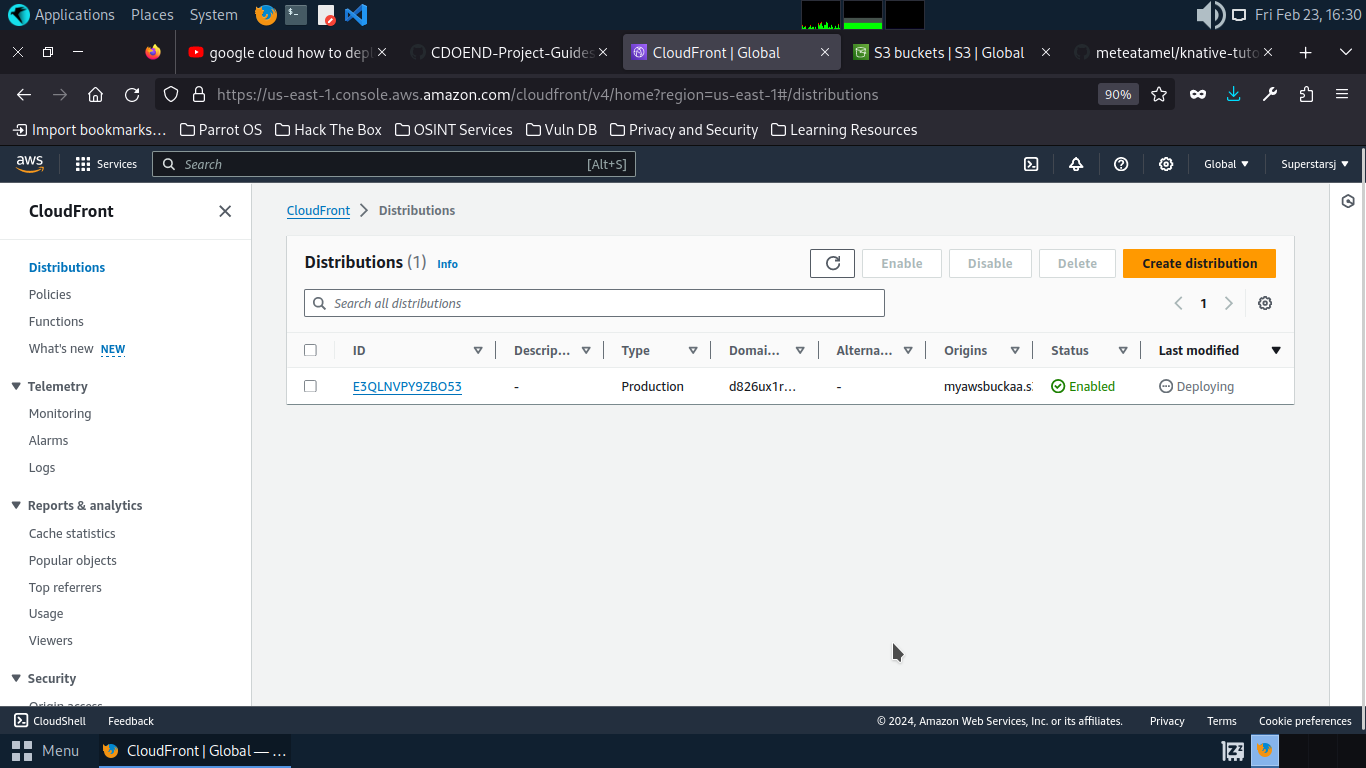 Applications Places System Fri Feb 23, 16:30
google cloud how to depl CDOEND-Project-Guides CloudFront | Global S3 buckets | S3 | Global meteatamel/knative-tuto
https://us-east-1.console.aws.amazon.com/cloudfront/v4/home?region=us-east-1#/distributions 90%
Import bookmarks… Parrot OS Hack The Box OSINT Services Vuln DB Privacy and Security Learning Resources
aws Services Search [Alt+S] Global Superstarsj
CloudFront
Distributions
Policies
Functions
What's new NEW
Telemetry
Monitoring
Alarms
Logs
Reports & analytics
Cache statistics
Popular objects
Top referrers
Usage
Viewers
Security
Origin access
CloudFront Distributions
Distributions (1) Info Enable Disable Delete Create distribution
Search all distributions 1
ID Descrip... Type Domai... Alterna... Origins Status Last modified
E3QLNVPY9ZBO53 - Production d826ux1r... - myawsbuckaa.s Enabled Deploying
CloudShell Feedback © 2024, Amazon Web Services, Inc. or its affiliates. Privacy Terms Cookie preferences
Menu CloudFront | Global — ...